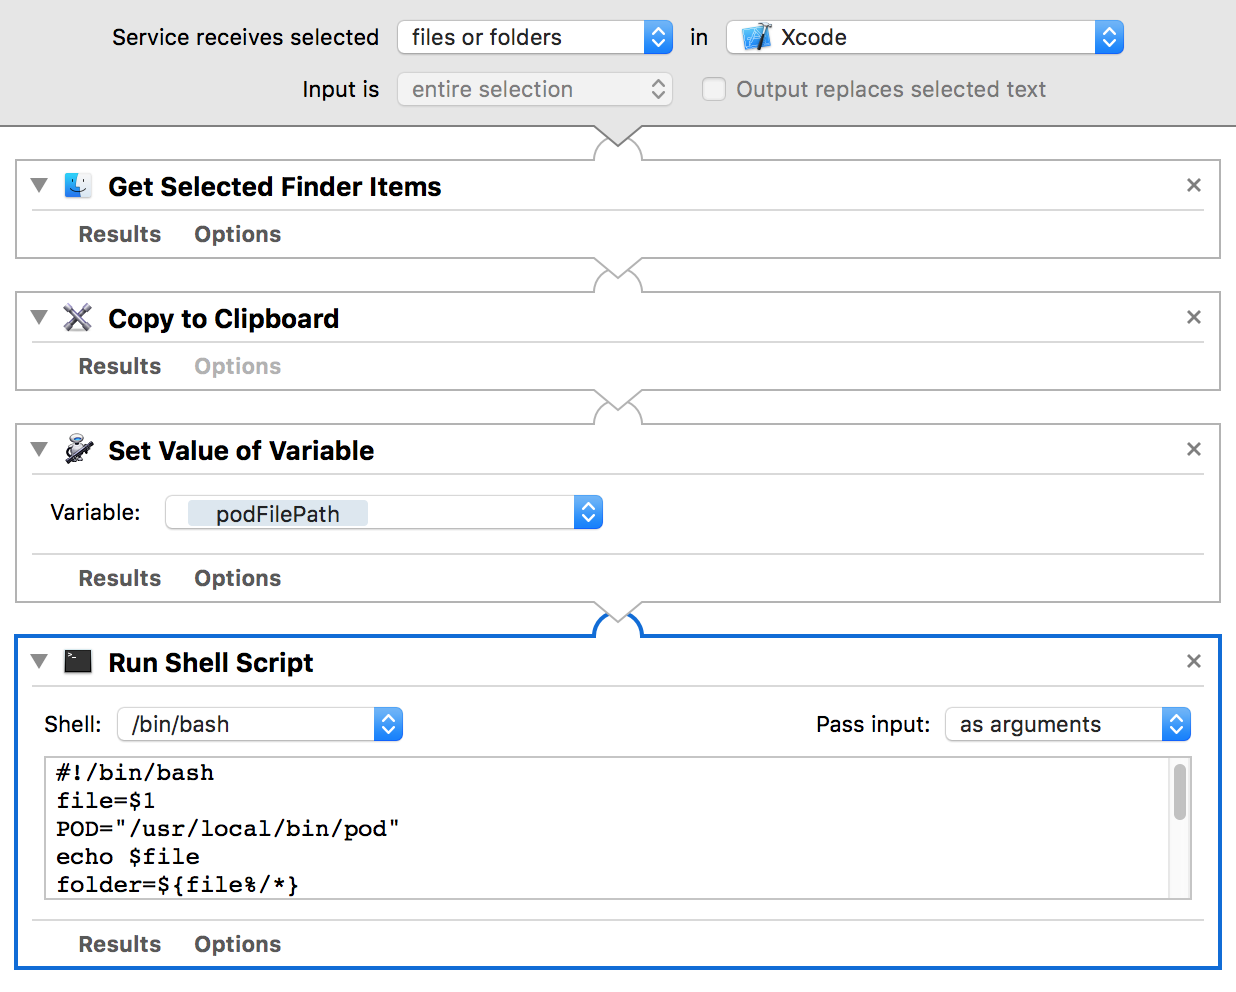 Service receives selected files or folders in Xcode
Input is entire selection Output replaces selected text
Get Selected Finder Items
Results Options
Copy to Clipboard
Results Options
Set Value of Variable
Variable: podFilePath
Results Options
Run Shell Script
Shell: /bin/bash Pass input: as arguments
#!/bin/bash
file=$1
POD="/usr/local/bin/pod"
echo $file
folder=${file%/*}
Results Options